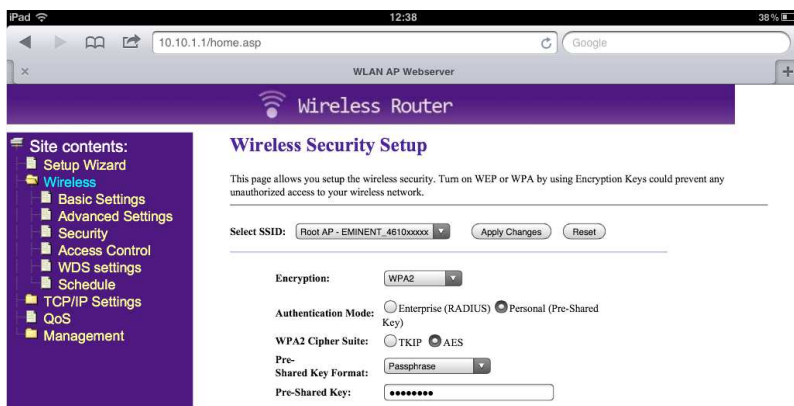 iPad 12:38 38%
10.10.1.1/home.asp Google
× WLAN AP Webserver +
Wireless Router
Site contents:
Setup Wizard
Wireless
Basic Settings
Advanced Settings
Security
Access Control
WDS settings
Schedule
TCP/IP Settings
QoS
Management
Wireless Security Setup
This page allows you setup the wireless security. Turn on WEP or WPA by using Encryption Keys could prevent any
unauthorized access to your wireless network.
Select SSID: Root AP - EMINENT_4610xxxxx Apply Changes Reset
Encryption: WPA2
Authentication Mode: Enterprise (RADIUS) Personal (Pre-Shared
Key)
WPA2 Cipher Suite: TKIP AES
Pre-
Shared Key Format: Passphrase
Pre-Shared Key: ••••••••